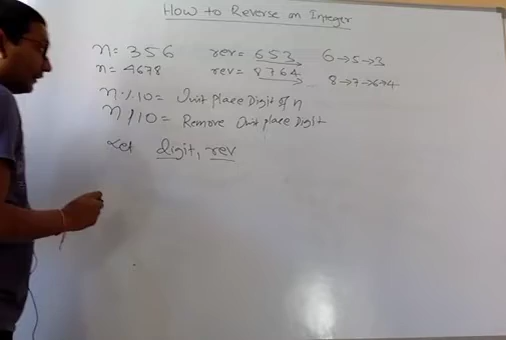 How to Reverse an Integer
n = 356 rev = 653 6→5→3
n = 4678 rev = 8764 8→7→6→4
n % 10 = Unit place Digit of n
n / 10 = Remove Unit place Digit
Let digit, rev